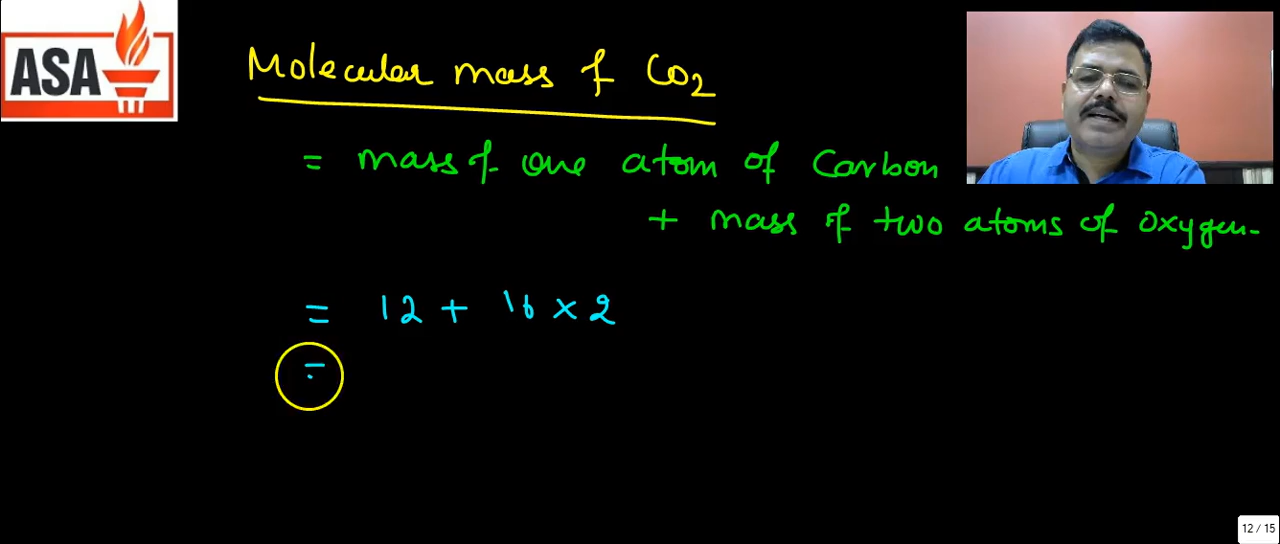 ASA
Molecular mass of CO2
= mass of one atom of Carbon
+ mass of two atoms of oxygen.
= 12 + 16 × 2
=
12 / 15